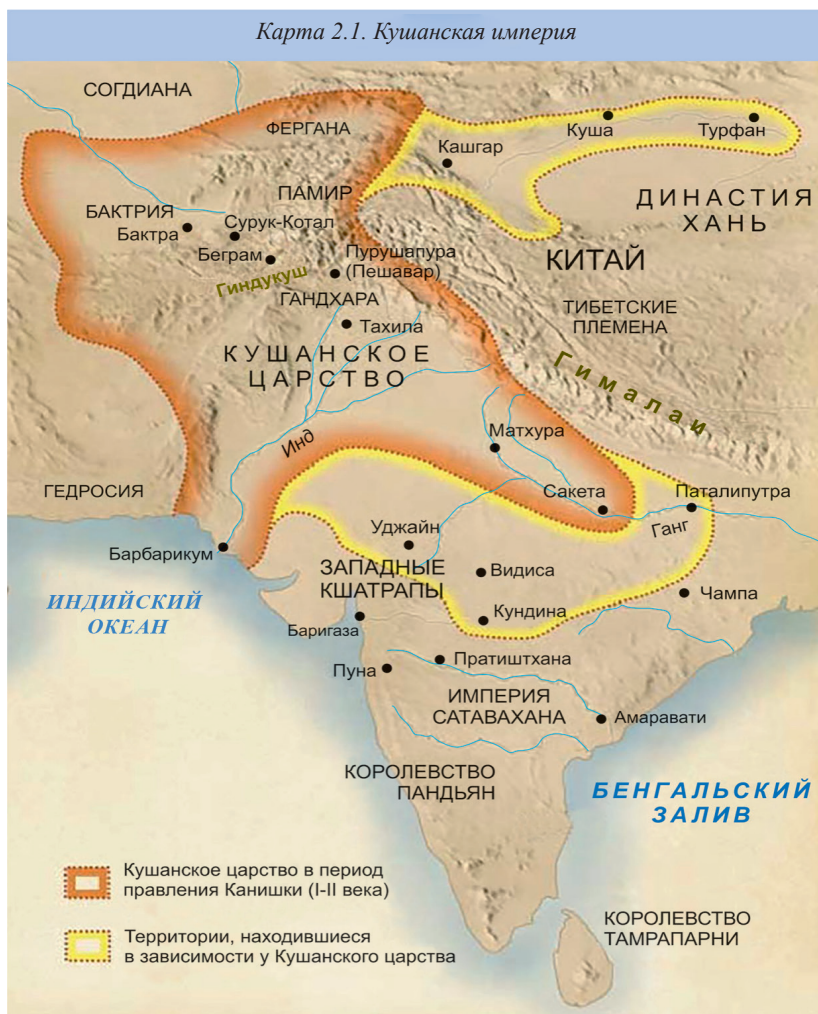 Карта 2.1. Кушанская империя
СОГДИАНА
ФЕРГАНА
Куша
Турфан
Кашгар
ПАМИР
ДИНАСТИЯ
ХАНЬ
БАКТРИЯ
Бактра
Сурук-Котал
Беграм
Пурушапура
(Пешавар)
КИТАЙ
Гиндукуш
ГАНДХАРА
ТИБЕТСКИЕ
ПЛЕМЕНА
Тахила
КУШАНСКОЕ
ЦАРСТВО
Гималаи
Инд
Матхура
ГЕДРОСИЯ
Сакета
Паталипутра
Ганг
Уджайн
Барбарикум
ЗАПАДНЫЕ
КШАТРАПЫ
Видиса
Чампа
ИНДИЙСКИЙ
ОКЕАН
Кундина
Баригаза
Пратиштхана
Пуна
ИМПЕРИЯ
САТАВАХАНА
Амаравати
КОРОЛЕВСТВО
ПАНДЬЯН
БЕНГАЛЬСКИЙ
ЗАЛИВ
Кушанское царство в период
правления Канишки (I-II века)
Территории, находившиеся
в зависимости у Кушанского царства
КОРОЛЕВСТВО
ТАМРАПАРНИ